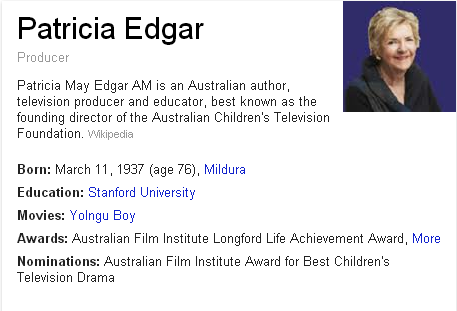 Patricia Edgar
Producer
Patricia May Edgar AM is an Australian author,
television producer and educator, best known as the
founding director of the Australian Children's Television
Foundation. Wikipedia
Born: March 11, 1937 (age 76), Mildura
Education: Stanford University
Movies: Yolngu Boy
Awards: Australian Film Institute Longford Life Achievement Award, More
Nominations: Australian Film Institute Award for Best Children's
Television Drama